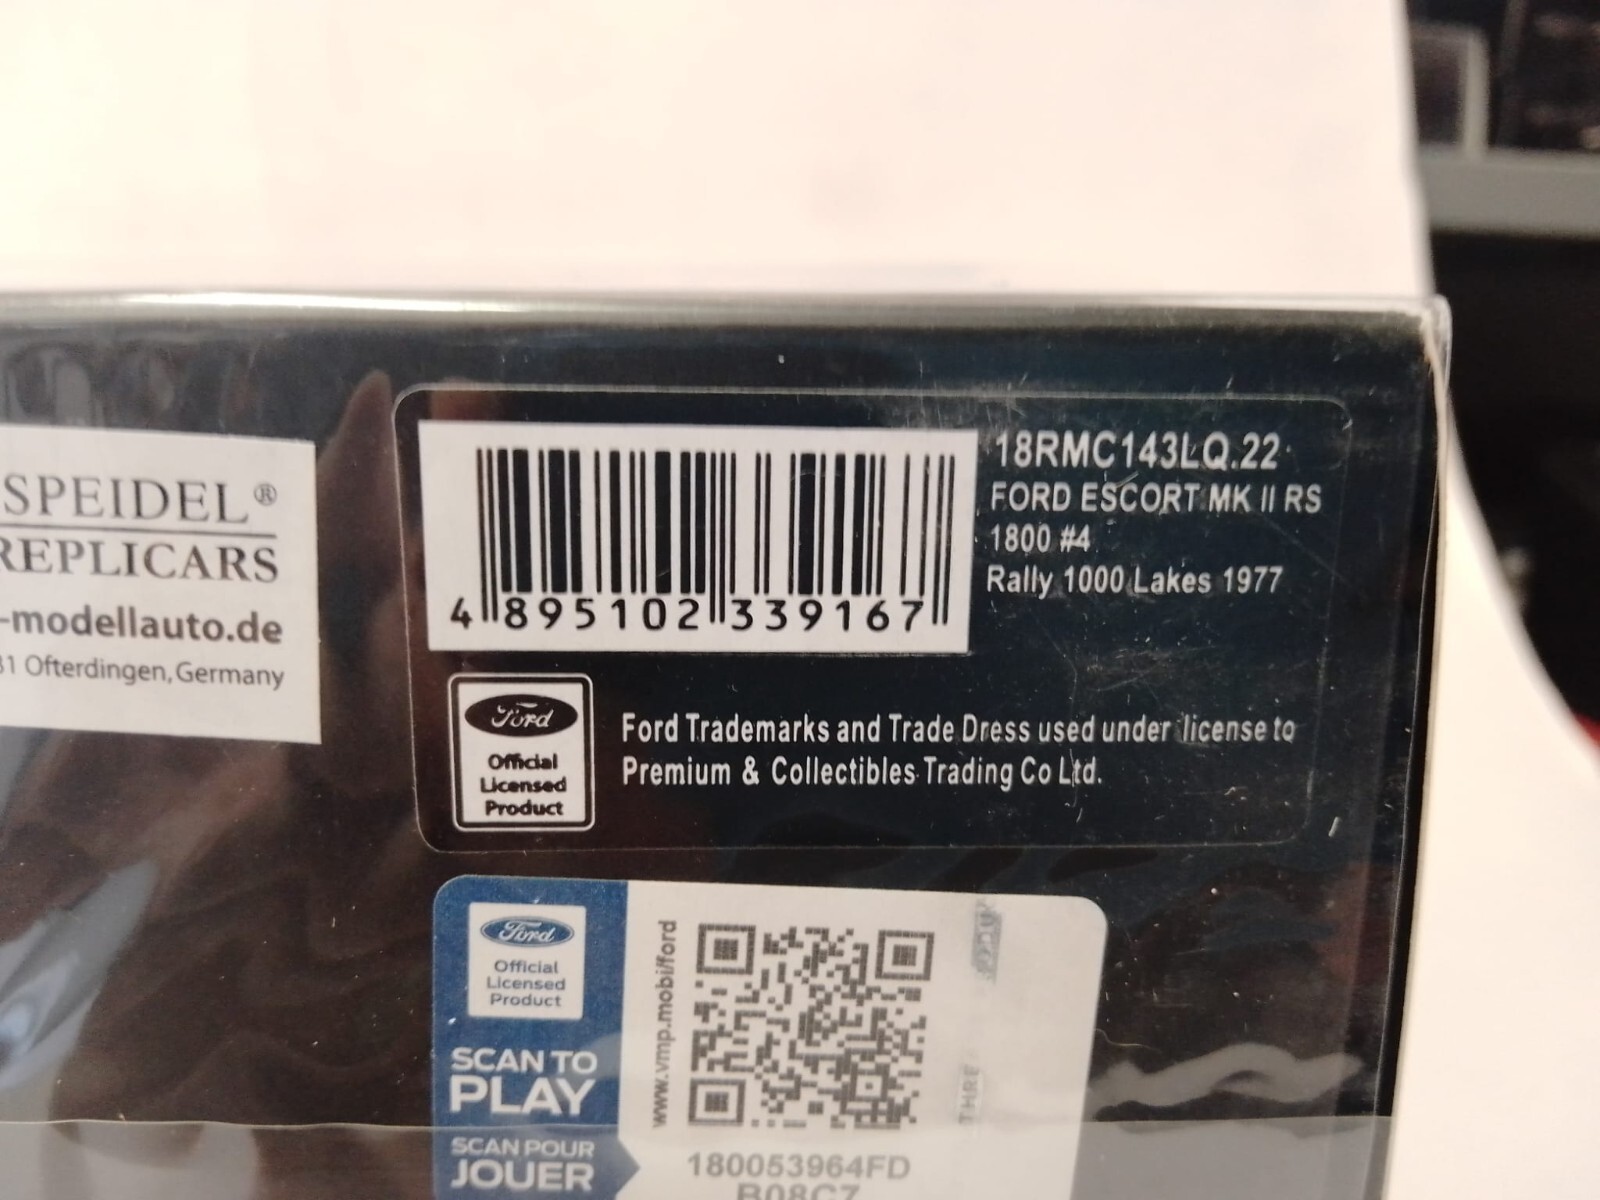 SPEIDEL®
REPLICARS
-modellauto.de
31 Ofterdingen, Germany
4 895102 339167
18RMC143LQ.22
FORD ESCORT MK II RS
1800 #4
Rally 1000 Lakes 1977
Ford
Official
Licensed
Product
Ford Trademarks and Trade Dress used under license to
Premium & Collectibles Trading Co Ltd.
Ford
Official
Licensed
Product
SCAN TO
PLAY
SCAN POUR
JOUER
www.vmp.mobi/ford
180053964FD
B08C7